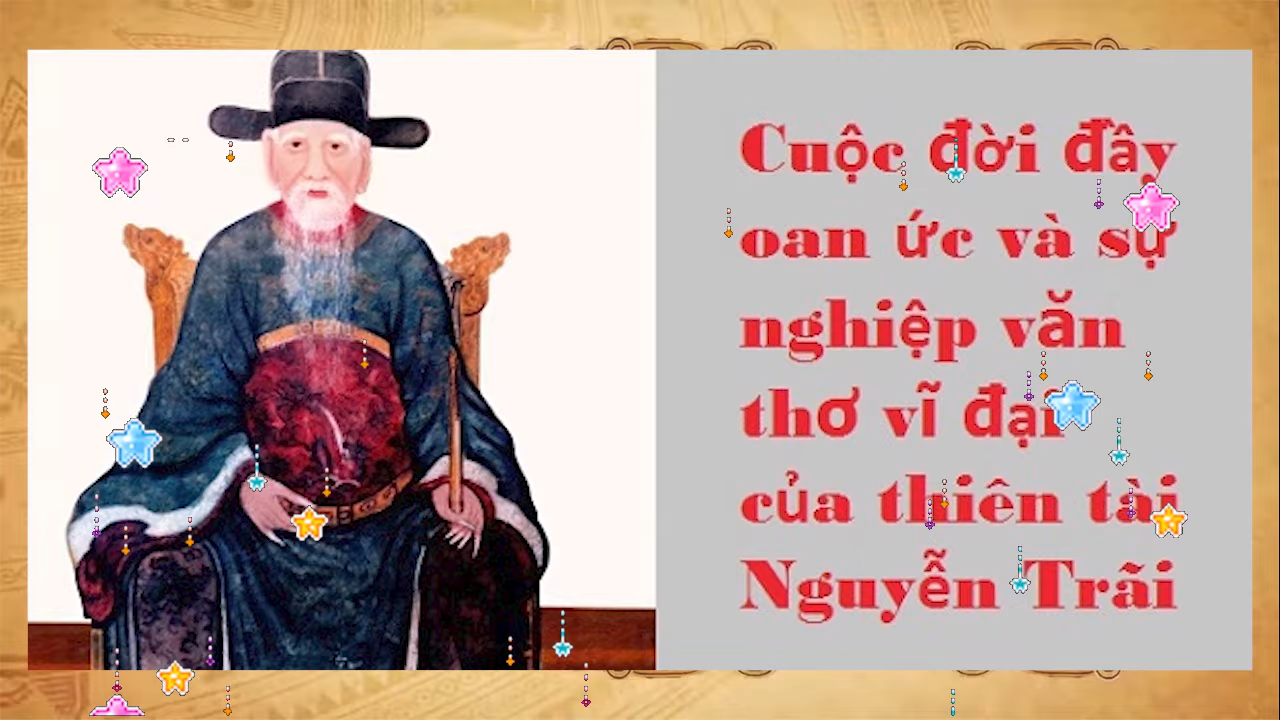 Cuộc đời đầy
oan ức và sự
nghiệp văn
thơ vĩ đại
của thiên tài
Nguyễn Trãi